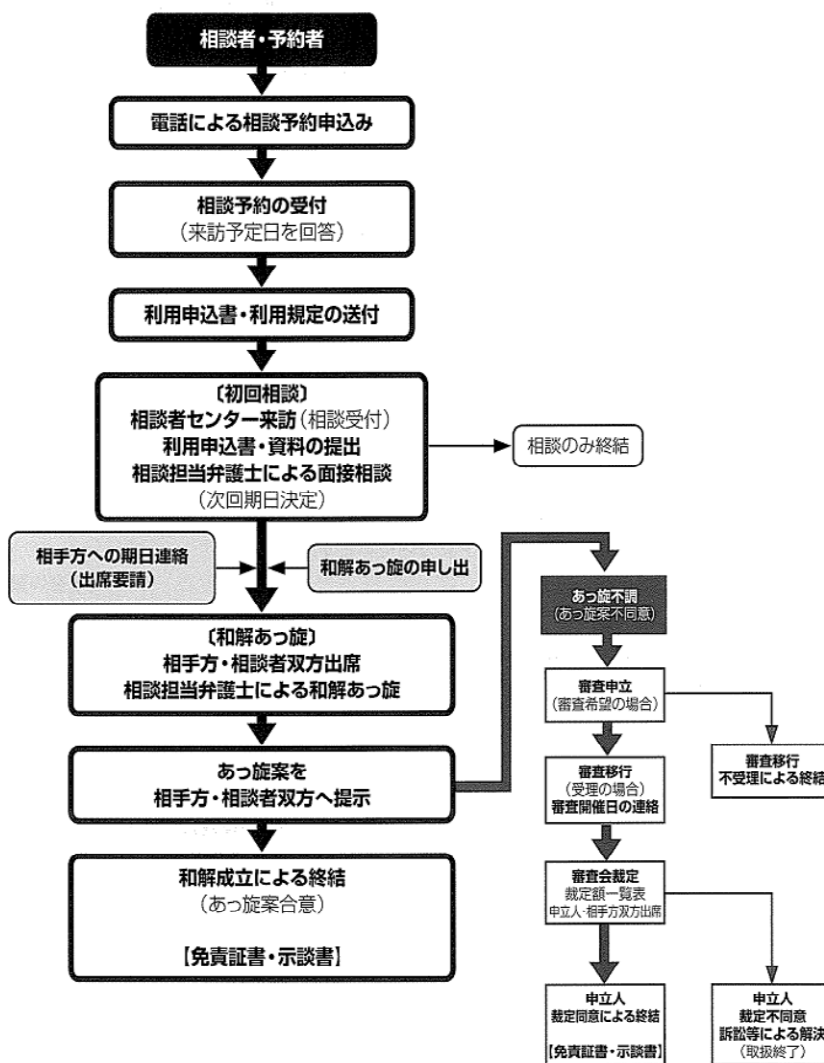 相談者・予約者
電話による相談予約申込み
相談予約の受付
（来訪予定日を回答）
利用申込書・利用規定の送付
〔初回相談〕
相談者センター来訪（相談受付）
利用申込書・資料の提出
相談担当弁護士による面接相談
（次回期日決定）
相談のみ終結
相手方への期日連絡
（出席要請）
和解あっ旋の申し出
〔和解あっ旋〕
相手方・相談者双方出席
相談担当弁護士による和解あっ旋
あっ旋案を
相手方・相談者双方へ提示
和解成立による終結
（あっ旋案合意）
【免責証書・示談書】
あっ旋不調
（あっ旋案不同意）
審査申立
（審査希望の場合）
審査移行
不受理による終結
審査移行
（受理の場合）
審査開催日の連絡
審査会裁定
裁定額一覧表
申立人・相手方双方出席
申立人
裁定同意による終結
【免責証書・示談書】
申立人
裁定不同意
訴訟等による解決
（取扱終了）